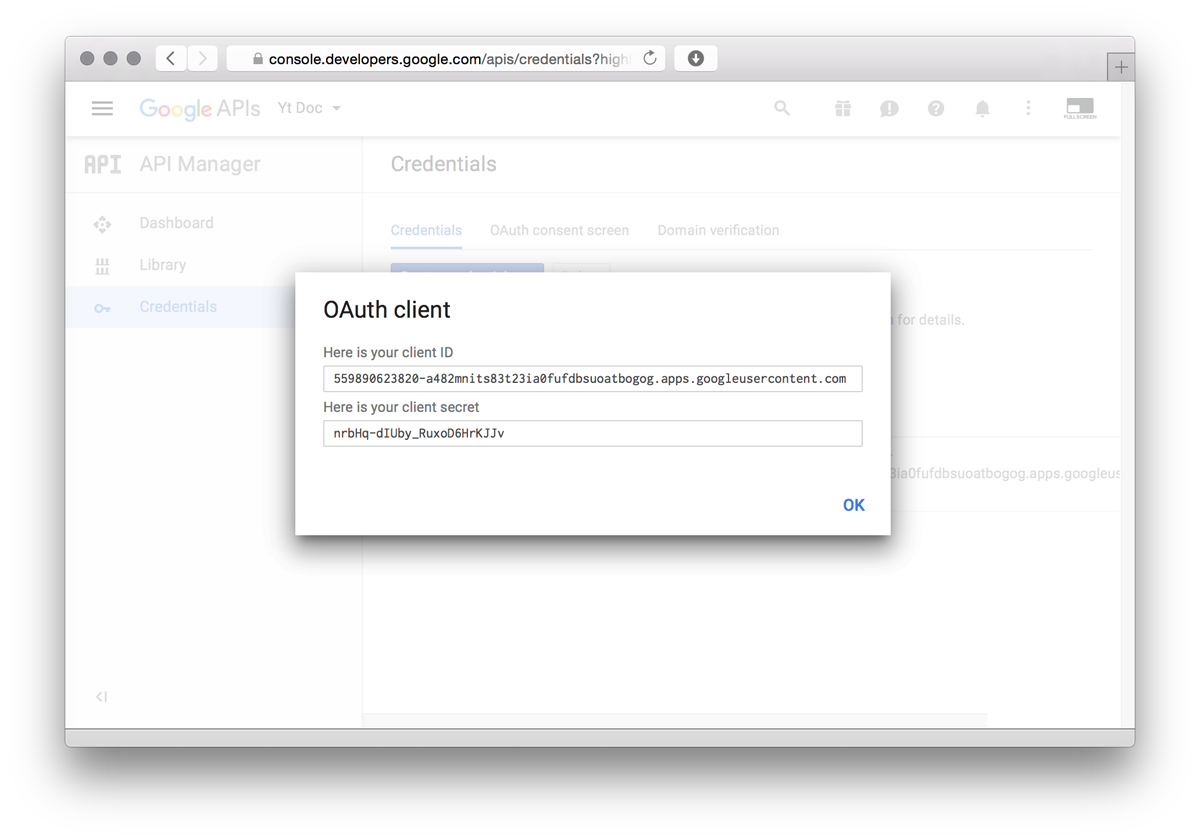 console.developers.google.com/apis/credentials?high
Google APIs Yt Doc
FULLSCREEN
API API Manager
Credentials
Dashboard
Library
Credentials
Credentials OAuth consent screen Domain verification
for details.
OAuth client
Here is your client ID
559890623820-a482mnits83t23ia0fufdbsuoatbogog.apps.googleusercontent.com
Here is your client secret
nrbHq-dIUby_RuxoD6HrKJJv
3ia0fufdbsuoatbogog.apps.googleus
OK